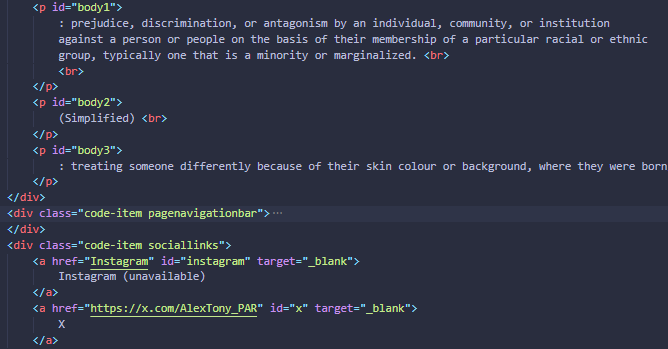 <p id="body1">
: prejudice, discrimination, or antagonism by an individual, community, or institution
against a person or people on the basis of their membership of a particular racial or ethnic
group, typically one that is a minority or marginalized. <br>
<br>
</p>
<p id="body2">
(Simplified) <br>
</p>
<p id="body3">
: treating someone differently because of their skin colour or background, where they were born
</p>
</div>
<div class="code-item pagenavigationbar">…
</div>
<div class="code-item sociallinks">
<a href="Instagram" id="instagram" target="_blank">
Instagram (unavailable)
</a>
<a href="https://x.com/AlexTony_PAR" id="x" target="_blank">
X
</a>